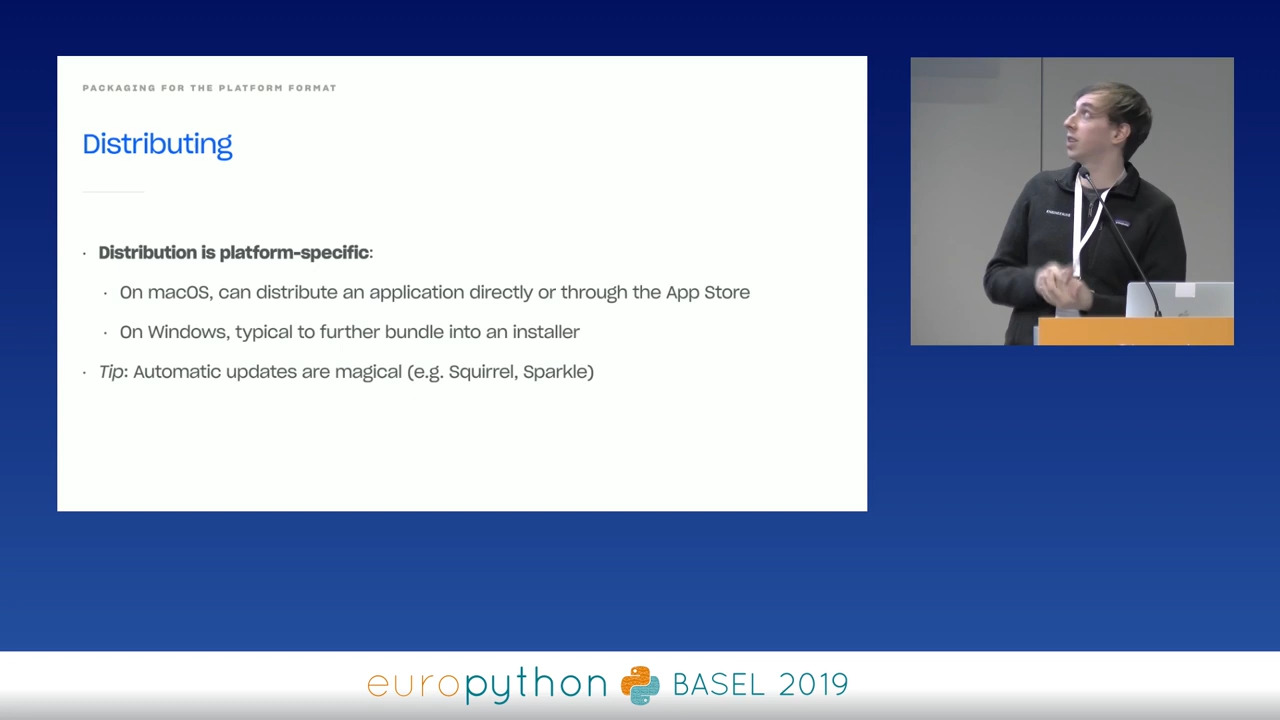 PACKAGING FOR THE PLATFORM FORMAT
Distributing
· Distribution is platform-specific:
· On macOS, can distribute an application directly or through the App Store
· On Windows, typical to further bundle into an installer
· Tip: Automatic updates are magical (e.g. Squirrel, Sparkle)
europython BASEL 2019